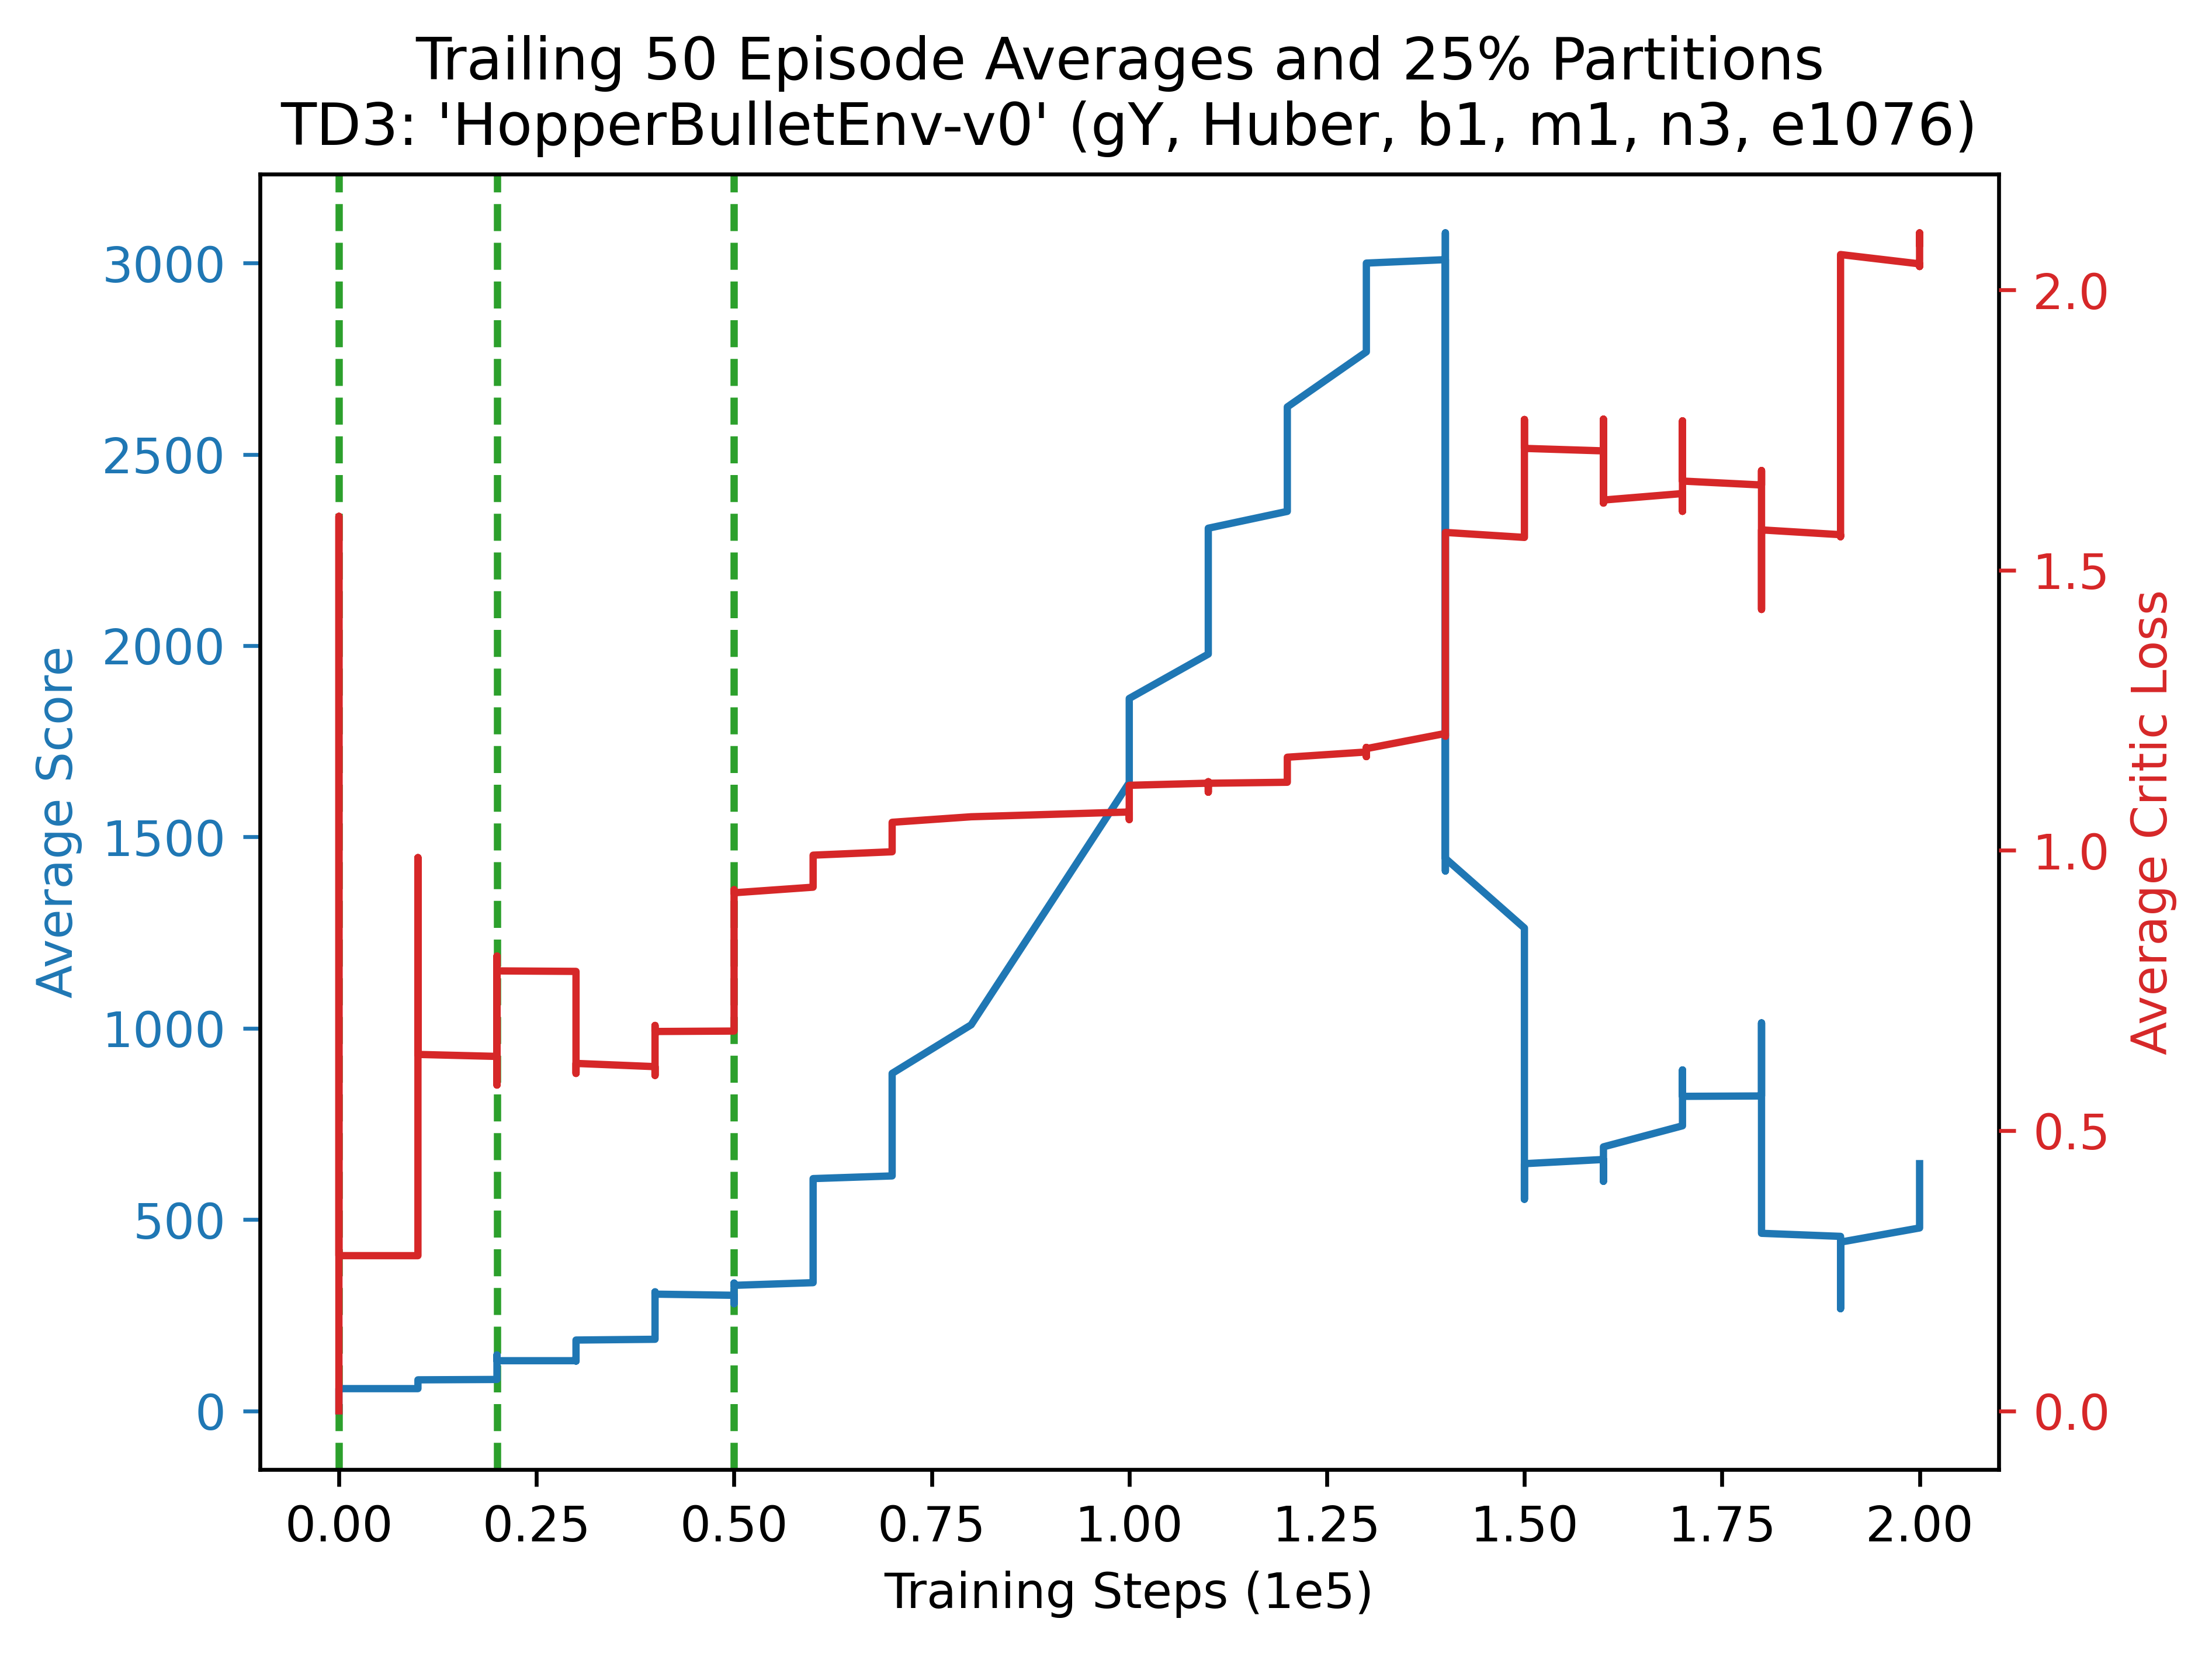 Trailing 50 Episode Averages and 25% Partitions
TD3: 'HopperBulletEnv-v0' (gY, Huber, b1, m1, n3, e1076)
Average Score
3000
2500
2000
1500
1000
500
0
2.0
1.5
1.0
0.5
0.0
Average Critic Loss
0.00 0.25 0.50 0.75 1.00 1.25 1.50 1.75 2.00
Training Steps (1e5)